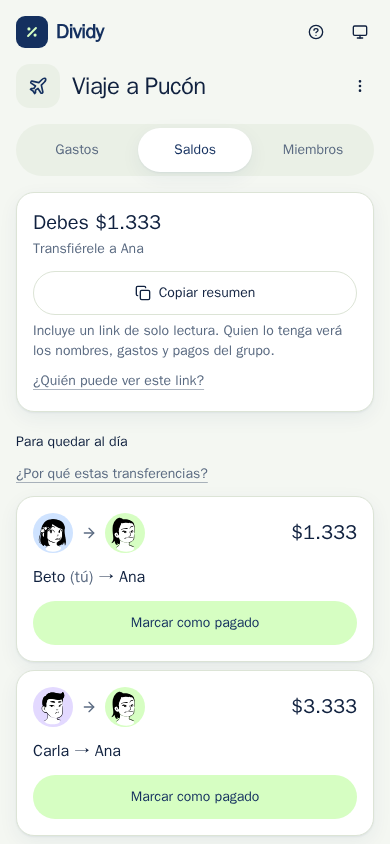 Dividy
Viaje a Pucón
Gastos
Saldos
Miembros
Debes $1.333
Transfiérele a Ana
Copiar resumen
Incluye un link de solo lectura. Quien lo tenga verá
los nombres, gastos y pagos del grupo.
¿Quién puede ver este link?
Para quedar al día
¿Por qué estas transferencias?
→ $1.333
Beto (tú) → Ana
Marcar como pagado
→ $3.333
Carla → Ana
Marcar como pagado